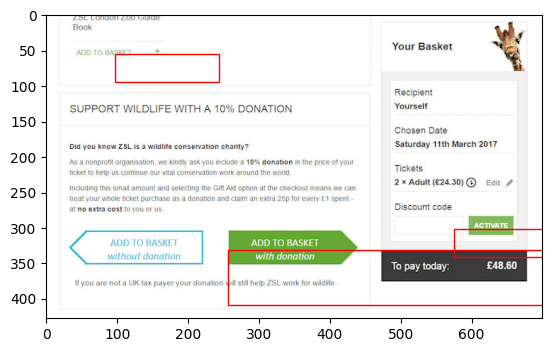 ZSL London Zoo Guide
Book
ADD TO BASKET +
SUPPORT WILDLIFE WITH A 10% DONATION
Did you know ZSL is a wildlife conservation charity?
As a nonprofit organisation, we kindly ask you include a 10% donation in the price of your
ticket to help us continue our vital conservation work around the world.
Including this small amount and selecting the Gift Aid option at the checkout means we can
treat your whole ticket purchase as a donation and claim an extra 25p for every £1 spent -
at no extra cost to you or us.
ADD TO BASKET
without donation
ADD TO BASKET
with donation
If you are not a UK tax payer your donation will still help ZSL work for wildlife.
Your Basket
Recipient
Yourself
Chosen Date
Saturday 11th March 2017
Tickets
2 × Adult (£24.30) Edit
Discount code
ACTIVATE
To pay today: £48.60
0
50
100
150
200
250
300
350
400
0 100 200 300 400 500 600